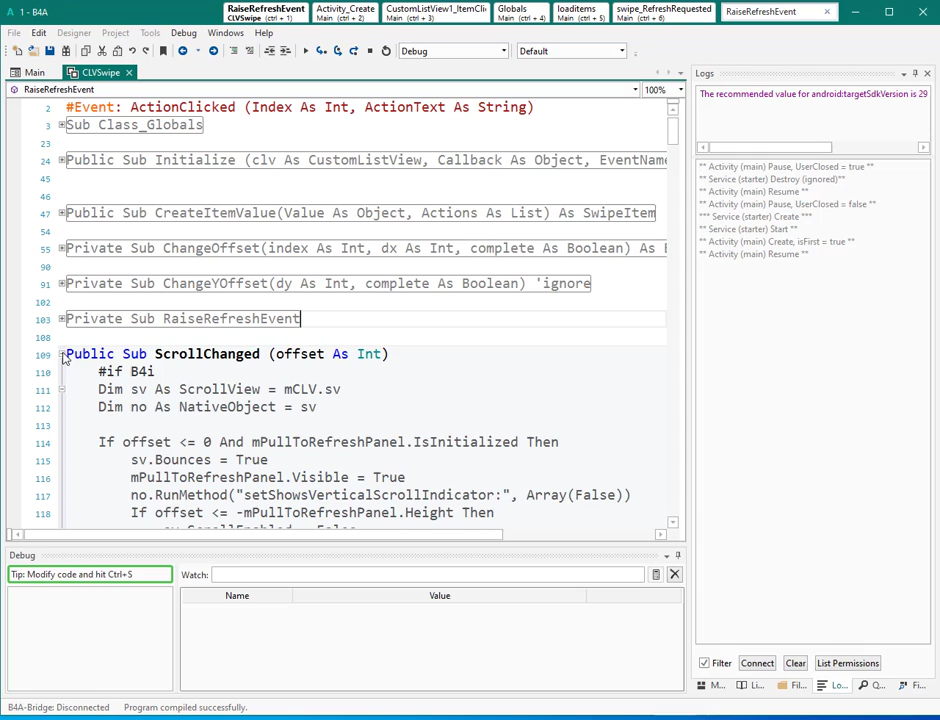 1 - B4A
RaiseRefreshEvent
CLVSwipe (ctrl + 1)
Activity_Create
Main (ctrl + 2)
CustomListView1_ItemCli
Main (ctrl + 3)
Globals
Main (ctrl + 4)
loaditems
Main (ctrl + 5)
swipe_RefreshRequested
Main (ctrl + 6)
RaiseRefreshEvent
File Edit Designer Project Tools Debug Windows Help
Debug
Default
Main
CLVSwipe
RaiseRefreshEvent
100%
2 #Event: ActionClicked (Index As Int, ActionText As String)
3 Sub Class_Globals
23
24 Public Sub Initialize (clv As CustomListView, Callback As Object, EventName
45
46
47 Public Sub CreateItemValue(Value As Object, Actions As List) As SwipeItem
55 Private Sub ChangeOffset(index As Int, dx As Int, complete As Boolean) As B
90
91 Private Sub ChangeYOffset(dy As Int, complete As Boolean) 'ignore
102
103 Private Sub RaiseRefreshEvent
108
109 Public Sub ScrollChanged (offset As Int)
110 #if B4i
111 Dim sv As ScrollView = mCLV.sv
112 Dim no As NativeObject = sv
113
114 If offset <= 0 And mPullToRefreshPanel.IsInitialized Then
115 sv.Bounces = True
116 mPullToRefreshPanel.Visible = True
117 no.RunMethod("setShowsVerticalScrollIndicator:", Array(False))
118 If offset <= -mPullToRefreshPanel.Height Then
Debug
Tip: Modify code and hit Ctrl+S
Watch:
Name Value
Logs
The recommended value for android:targetSdkVersion is 29
** Activity (main) Pause, UserClosed = true **
** Service (starter) Destroy (ignored)**
** Activity (main) Resume **
** Activity (main) Pause, UserClosed = false **
*** Service (starter) Create ***
** Service (starter) Start **
** Activity (main) Create, isFirst = true **
** Activity (main) Resume **
Filter Connect Clear List Permissions
M... Li... Fil... Lo... Q... Fi...
B4A-Bridge: Disconnected Program compiled successfully.